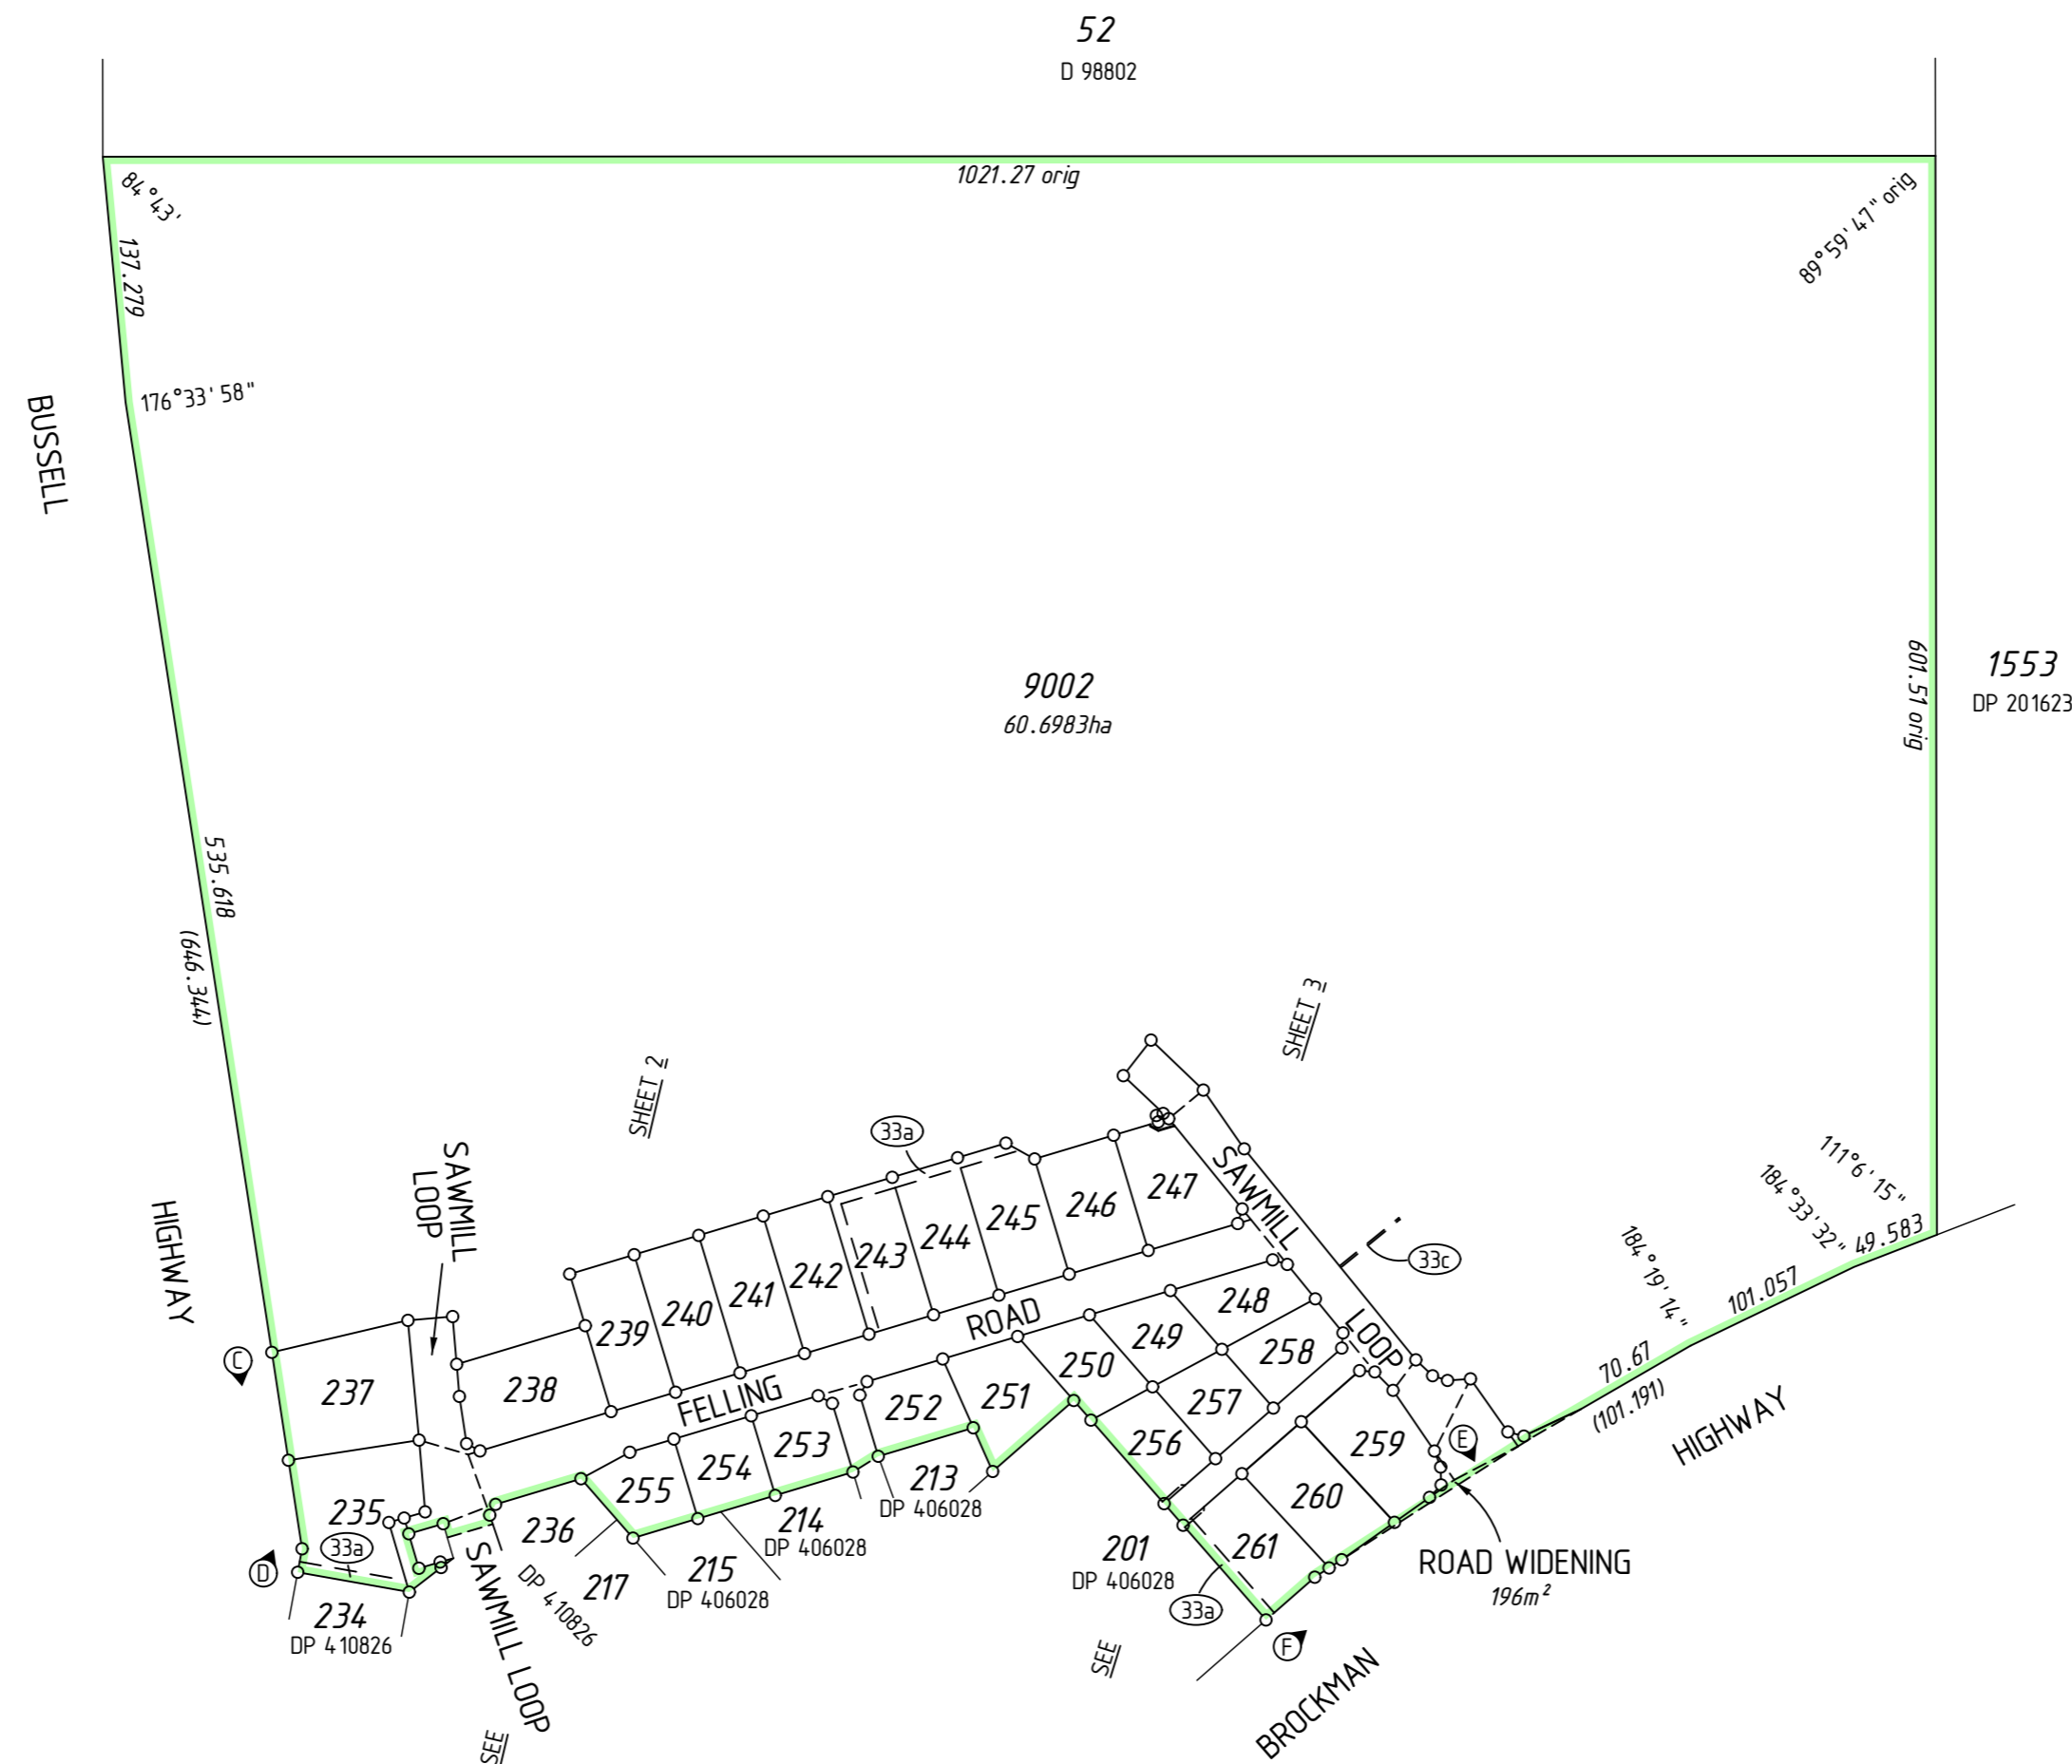 52
D 98802
1021.27 orig
84°43'
89°59'47" orig
137.279
176°33'58"
BUSSELL
9002
60.6983ha
601.51 orig
1553
DP 201623
535.618
(646.344)
SHEET 2
SHEET 3
HIGHWAY
SAWMILL
LOOP
33a
SAWMILL
LOOP
33c
111°6'15"
184°33'32"
184°19'14"
49.583
101.057
70.67
(101.191)
HIGHWAY
C
237
238
239
240
241
242
243
244
245
246
247
FELLING
ROAD
248
249
250
251
252
253
254
255
256
257
258
259
260
261
E
235
33a
D
234
DP 410826
236
DP 410826
217
215
DP 406028
214
DP 406028
213
DP 406028
201
DP 406028
33a
ROAD WIDENING
196m²
SAWMILL LOOP
SEE
SEE
F
BROCKMAN